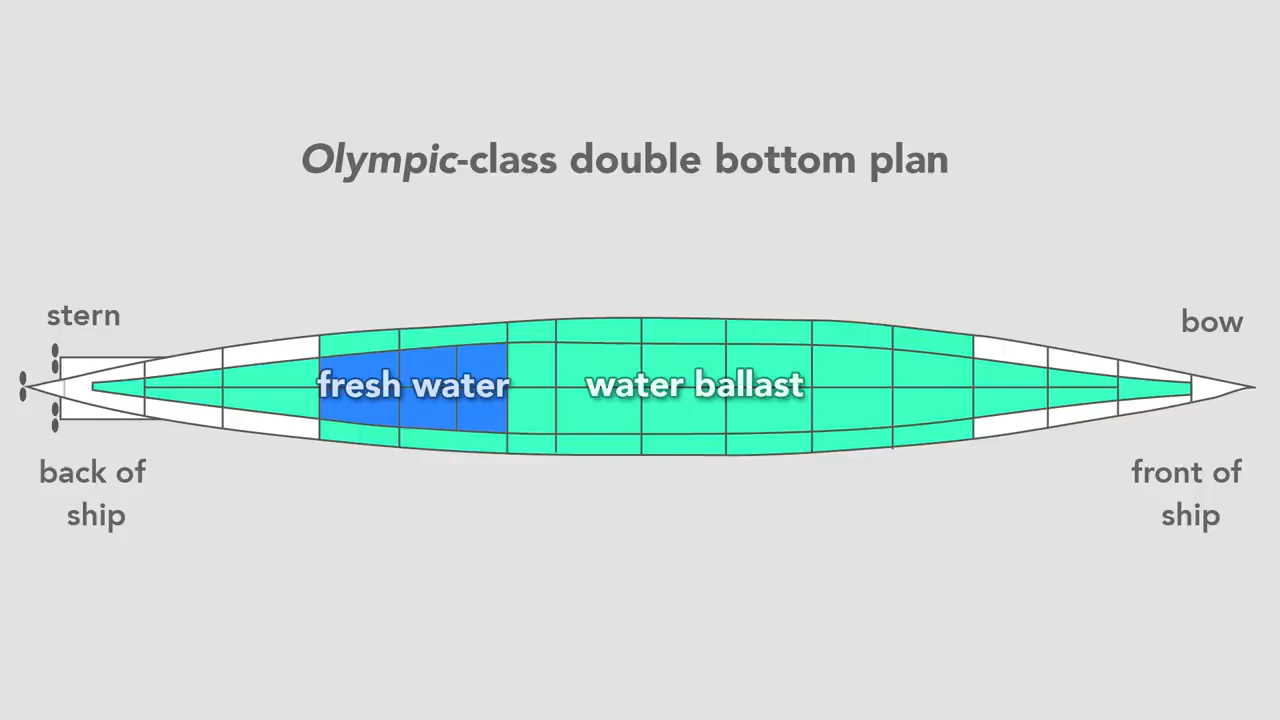 Olympic-class double bottom plan
stern
bow
fresh water
water ballast
back of
ship
front of
ship